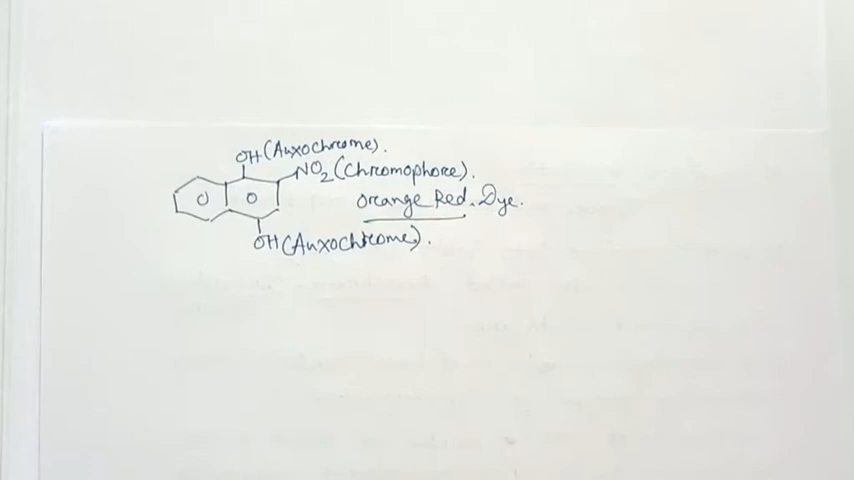 OH (Auxochrome).
NO2 (Chromophore).
O O
Orange Red. Dye.
OH (Auxochrome).